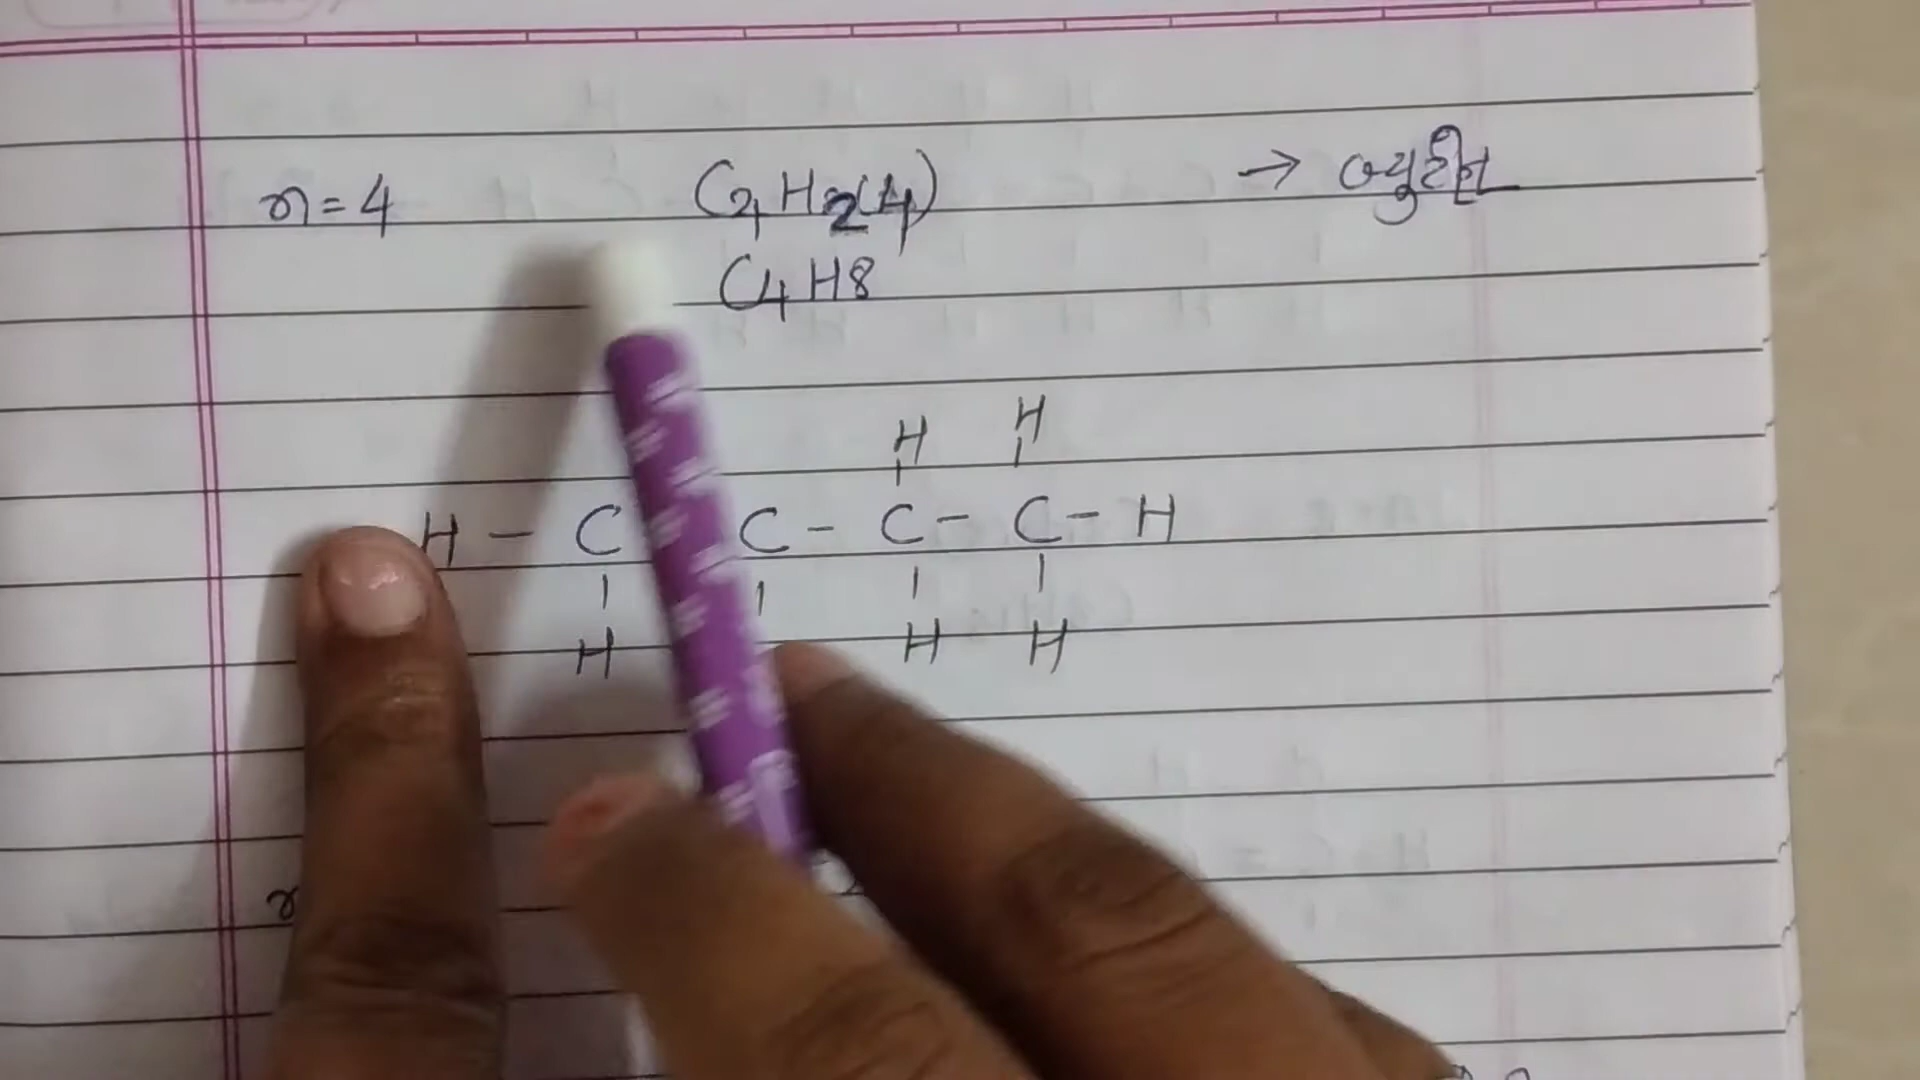 n=4 C4H2(4) → બ્યુટીન
C4H8
H H
H - C C - C - C - H
H H H